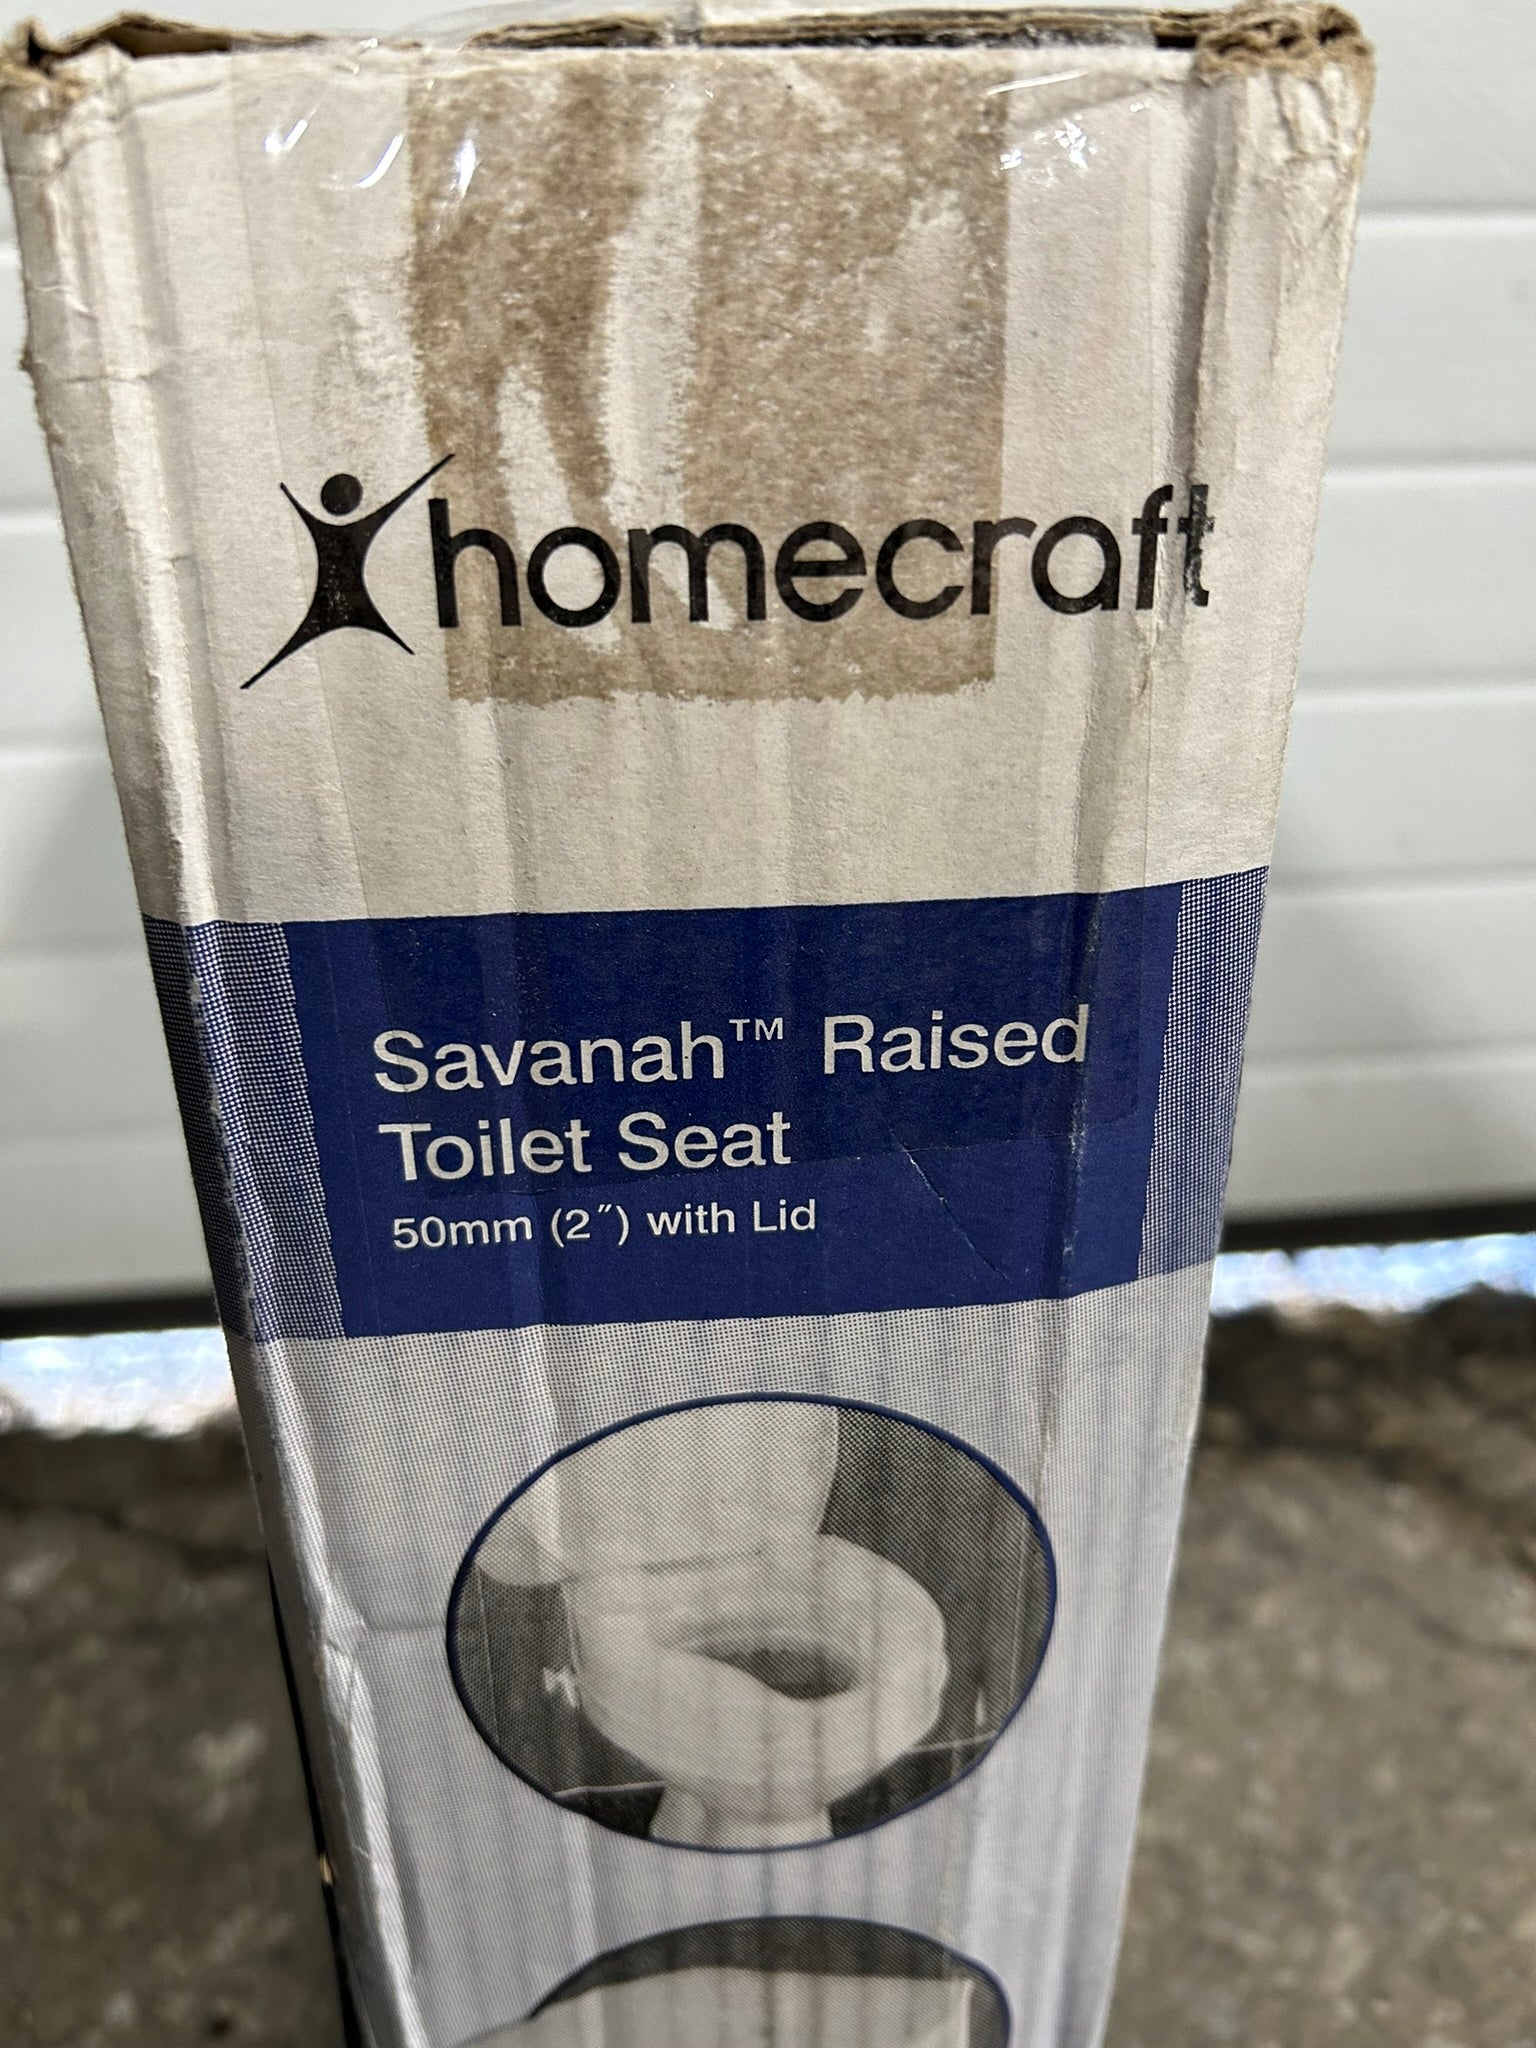 homecraft
Savanah™ Raised
Toilet Seat
50mm (2″) with Lid